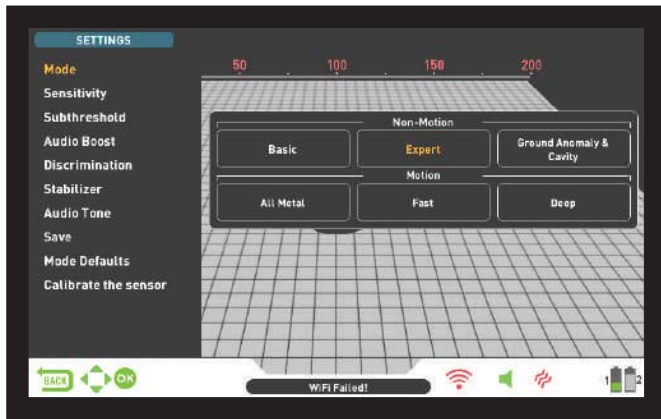 SETTINGS
Mode
Sensitivity
Subthreshold
Audio Boost
Discrimination
Stabilizer
Audio Tone
Save
Mode Defaults
Calibrate the sensor
50 100 150 200
Non-Motion
Basic Expert Ground Anomaly & Cavity
Motion
All Metal Fast Deep
BACK OK
WiFi Failed!
1 2